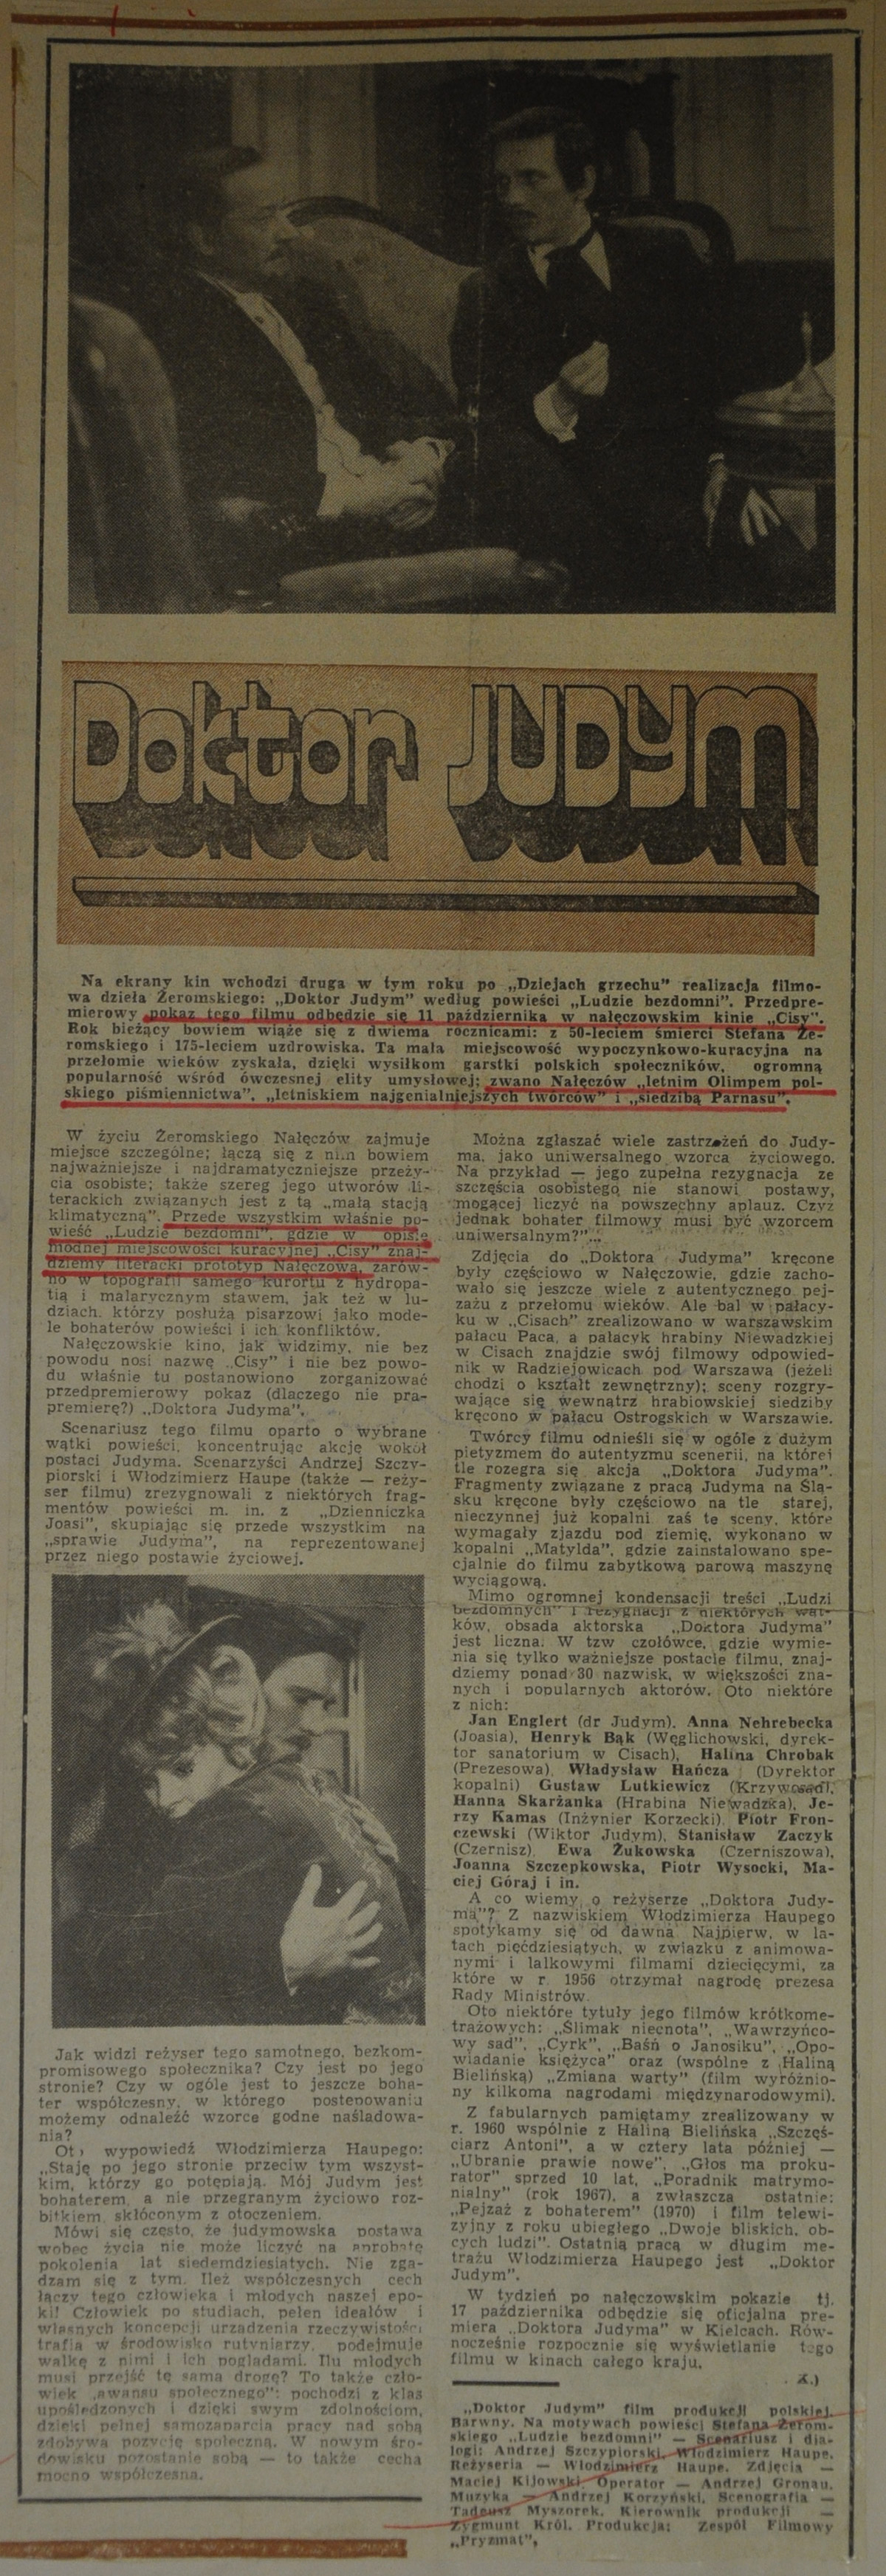 Doktor JUDYM
Na ekrany kin wchodzi druga w tym roku po „Dziejach grzechu” realizacja filmo-
wa dzieła Żeromskiego: „Doktor Judym” według powieści „Ludzie bezdomni”. Przedpre-
mierowy pokaz tego filmu odbędzie się 11 października w nałęczowskim kinie „Cisy”.
Rok bieżący bowiem wiąże się z dwiema rocznicami: z 50-leciem śmierci Stefana Że-
romskiego i 175-leciem uzdrowiska. Ta mała miejscowość wypoczynkowo-kuracyjna na
przełomie wieków zyskała, dzięki wysiłkom garstki polskich społeczników, ogromną
popularność wśród ówczesnej elity umysłowej; zwano Nałęczów „letnim Olimpem pol-
skiego piśmiennictwa”, „letniskiem najgenialniejszych twórców” i „siedzibą Parnasu”.
W życiu Żeromskiego Nałęczów zajmuje
miejsce szczególne; łączą się z nim bowiem
najważniejsze i najdramatyczniejsze przeży-
cia osobiste; także szereg jego utworów li-
terackich związanych jest z tą „małą stacją
klimatyczną”. Przede wszystkim właśnie po-
wieść „Ludzie bezdomni”, gdzie w opisie
modnej miejscowości kuracyjnej „Cisy” znaj-
dziemy literacki prototyp Nałęczowa, zarów-
no w topografii samego kurortu z hydropa-
tią i malarycznym stawem, jak też w lu-
dziach, którzy posłużą pisarzowi jako mode-
le bohaterów powieści i ich konfliktów.
Nałęczowskie kino, jak widzimy, nie bez
powodu nosi nazwę „Cisy” i nie bez powo-
du właśnie tu postanowiono zorganizować
przedpremierowy pokaz (dlaczego nie pra-
premierę?) „Doktora Judyma”.
Scenariusz tego filmu oparto o wybrane
wątki powieści, koncentrując akcję wokół
postaci Judyma. Scenarzyści Andrzej Szczy-
piorski i Włodzimierz Haupe (także — reży-
ser filmu) zrezygnowali z niektórych frag-
mentów powieści m. in. z „Dzienniczka
Joasi”, skupiając się przede wszystkim na
„sprawie Judyma”, na reprezentowanej
przez niego postawie życiowej.
Jak widzi reżyser tego samotnego, bezkom-
promisowego społecznika? Czy jest po jego
stronie? Czy w ogóle jest to jeszcze boha-
ter współczesny, w którego postępowaniu
możemy odnaleźć wzorce godne naśladowa-
nia?
Oto wypowiedź Włodzimierza Haupego:
„Staję po jego stronie przeciw tym wszyst-
kim, którzy go potępiają. Mój Judym jest
bohaterem, a nie przegranym życiowo roz-
bitkiem, skłóconym z otoczeniem.
Mówi się często, że judymowska postawa
wobec życia nie może liczyć na aprobatę
pokolenia lat siedemdziesiątych. Nie zga-
dzam się z tym. Ileż współczesnych cech
łączy tego człowieka i młodych naszej epo-
ki! Człowiek po studiach, pełen ideałów i
własnych koncepcji urządzenia rzeczywistości
trafia w środowisko rutyniarzy, podejmuje
walkę z nimi i ich poglądami. Ilu młodych
musi przejść tę samą drogę? To także czło-
wiek „awansu społecznego”: pochodzi z klas
upośledzonych i dzięki swym zdolnościom,
dzięki pełnej samozaparcia pracy nad sobą
zdobywa pozycję społeczną. W nowym śro-
dowisku pozostanie sobą — to także cecha
mocno współczesna.
Można zgłaszać wiele zastrzeżeń do Judy-
ma, jako uniwersalnego wzorca życiowego.
Na przykład — jego zupełna rezygnacja ze
szczęścia osobistego nie stanowi postawy,
mogącej liczyć na powszechny aplauz. Czyż
jednak bohater filmowy musi być wzorcem
uniwersalnym?”...
Zdjęcia do „Doktora Judyma” kręcone
były częściowo w Nałęczowie, gdzie zacho-
wało się jeszcze wiele z autentycznego pej-
zażu z przełomu wieków. Ale bal w pałacy-
ku w „Cisach” zrealizowano w warszawskim
pałacu Paca, a pałacyk hrabiny Niewadzkiej
w Cisach znajdzie swój filmowy odpowied-
nik w Radziejowicach pod Warszawą (jeżeli
chodzi o kształt zewnętrzny); sceny rozgry-
wające się wewnątrz hrabiowskiej siedziby
kręcono w pałacu Ostrogskich w Warszawie.
Twórcy filmu odnieśli się w ogóle z dużym
pietyzmem do autentyzmu scenerii, na której
tle rozegra się akcja „Doktora Judyma”.
Fragmenty związane z pracą Judyma na Ślą-
sku kręcone były częściowo na tle starej,
nieczynnej już kopalni zaś te sceny, które
wymagały zjazdu pod ziemię, wykonano w
kopalni „Matylda”, gdzie zainstalowano spe-
cjalnie do filmu zabytkową parową maszynę
wyciągową.
Mimo ogromnej kondensacji treści „Ludzi
bezdomnych” i rezygnacji z niektórych wąt-
ków, obsada aktorska „Doktora Judyma”
jest liczna. W tzw czołówce, gdzie wymie-
nia się tylko ważniejsze postacie filmu, znaj-
dziemy ponad 30 nazwisk, w większości zna-
nych i popularnych aktorów. Oto niektóre
z nich:
Jan Englert (dr Judym), Anna Nehrebecka
(Joasia), Henryk Bąk (Węglichowski, dyrek-
tor sanatorium w Cisach), Halina Chrobak
(Prezesowa), Władysław Hańcza (Dyrektor
kopalni) Gustaw Lutkiewicz (Krzywosąd),
Hanna Skarżanka (Hrabina Niewadzka), Je-
rzy Kamas (Inżynier Korzecki), Piotr Fron-
czewski (Wiktor Judym), Stanisław Zaczyk
(Czernisz), Ewa Żukowska (Czerniszowa),
Joanna Szczepkowska, Piotr Wysocki, Ma-
ciej Góraj i in.
A co wiemy o reżyserze „Doktora Judy-
ma”? Z nazwiskiem Włodzimierza Haupego
spotykamy się od dawna. Najpierw, w la-
tach pięćdziesiątych, w związku z animowa-
nymi i lalkowymi filmami dziecięcymi, za
które w r. 1956 otrzymał nagrodę prezesa
Rady Ministrów.
Oto niektóre tytuły jego filmów krótkome-
trażowych: „Ślimak niecnota”, „Wawrzyńco-
wy sad”, „Cyrk”, „Baśń o Janosiku”, „Opo-
wiadanie księżyca” oraz (wspólne z Haliną
Bielińską) „Zmiana warty” (film wyróżnio-
ny kilkoma nagrodami międzynarodowymi).
Z fabularnych pamiętamy zrealizowany w
r. 1960 wspólnie z Haliną Bielińską „Szczęś-
ciarz Antoni”, a w cztery lata później —
„Ubranie prawie nowe”, „Głos ma proku-
rator” sprzed 10 lat, „Poradnik matrymo-
nialny” (rok 1967), a zwłaszcza ostatnie:
„Pejzaż z bohaterem” (1970) i film telewi-
zyjny z roku ubiegłego „Dwoje bliskich, ob-
cych ludzi”. Ostatnią pracą w długim me-
trażu Włodzimierza Haupego jest „Doktor
Judym”.
W tydzień po nałęczowskim pokazie tj.
17 października odbędzie się oficjalna pre-
miera „Doktora Judyma” w Kielcach. Rów-
nocześnie rozpocznie się wyświetlanie tego
filmu w kinach całego kraju.
„Doktor Judym” film produkcji polskiej.
Barwny. Na motywach powieści Stefana Żerom-
skiego „Ludzie bezdomni” — Scenariusz i dia-
logi: Andrzej Szczypiorski, Włodzimierz Haupe.
Reżyseria — Włodzimierz Haupe. Zdjęcia —
Maciej Kijowski. Operator — Andrzej Gronau.
Muzyka — Andrzej Korzyński. Scenografia —
Tadeusz Myszorek. Kierownik produkcji —
Zygmunt Król. Produkcja: Zespół Filmowy
„Pryzmat”.